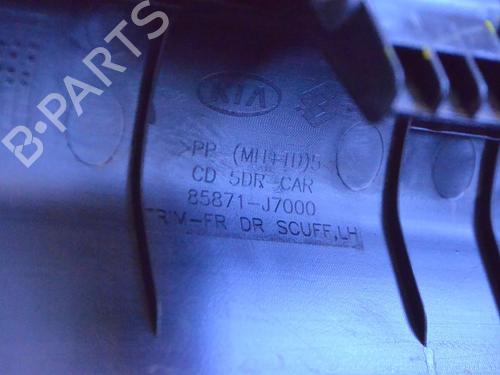 B-PARTS
KIA
>PP (MH+TD)5
CD 5DR CAR
85871-J7000
TRIM-FR DR SCUFF,LH